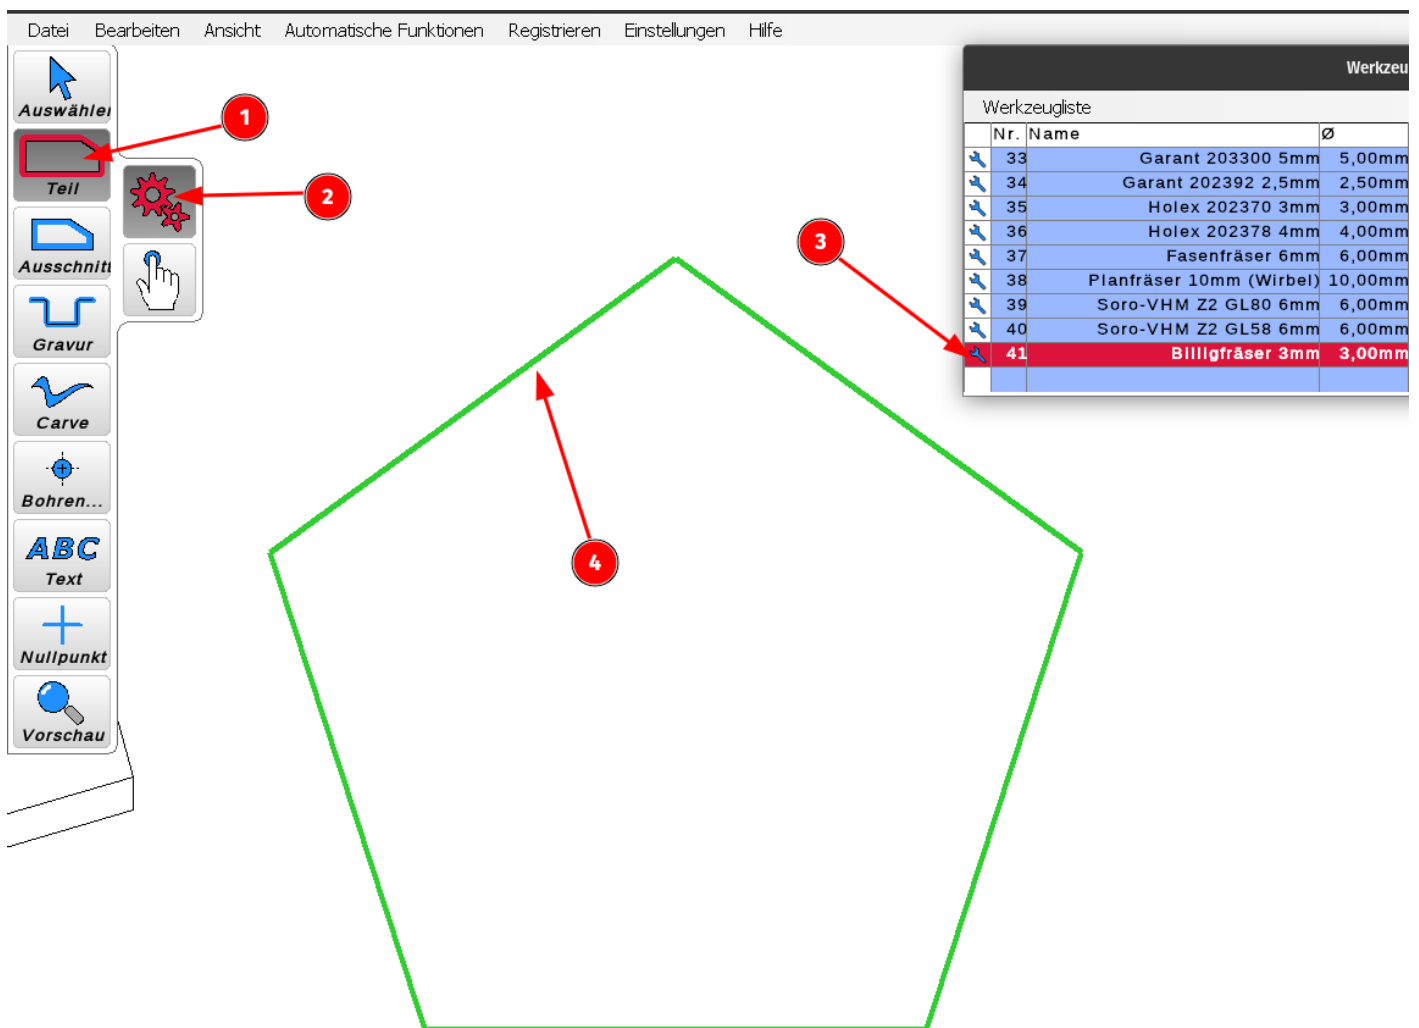 Datei Bearbeiten Ansicht Automatische Funktionen Registrieren Einstellungen Hilfe
Werkzeu
Auswähler
1
Teil
2
Ausschnitt
Gravur
Carve
Bohren...
ABC
Text
Nullpunkt
Vorschau
3
4
Werkzeugliste
Nr. Name Ø
33 Garant 203300 5mm 5,00mm
34 Garant 202392 2,5mm 2,50mm
35 Holex 202370 3mm 3,00mm
36 Holex 202378 4mm 4,00mm
37 Fasenfräser 6mm 6,00mm
38 Planfräser 10mm (Wirbel) 10,00mm
39 Soro-VHM Z2 GL80 6mm 6,00mm
40 Soro-VHM Z2 GL58 6mm 6,00mm
41 Billigfräser 3mm 3,00mm